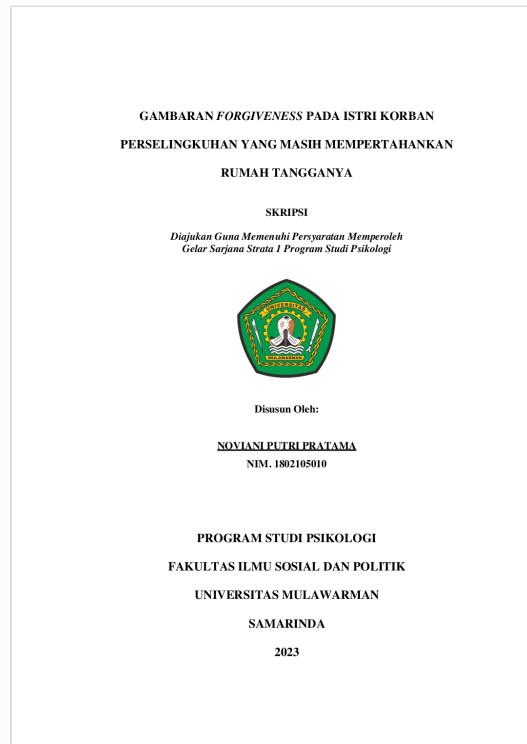 GAMBARAN FORGIVENESS PADA ISTRI KORBAN
PERSELINGKUHAN YANG MASIH MEMPERTAHANKAN
RUMAH TANGGANYA
SKRIPSI
Diajukan Guna Memenuhi Persyaratan Memperoleh
Gelar Sarjana Strata 1 Program Studi Psikologi
UNIVERSITAS
MULAWARMAN
Disusun Oleh:
NOVIANI PUTRI PRATAMA
NIM. 1802105010
PROGRAM STUDI PSIKOLOGI
FAKULTAS ILMU SOSIAL DAN POLITIK
UNIVERSITAS MULAWARMAN
SAMARINDA
2023